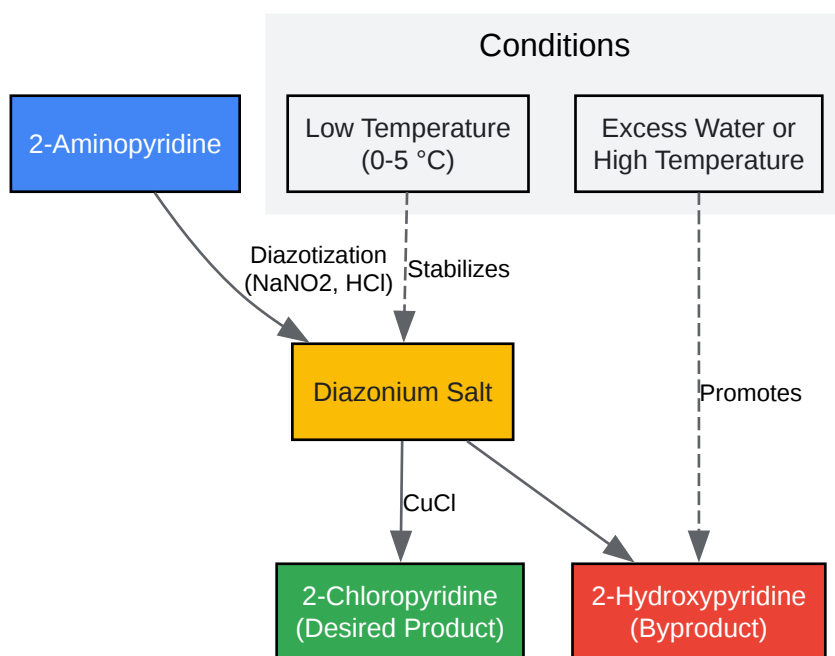 Conditions
2-Aminopyridine
Low Temperature
(0-5 °C)
Excess Water or
High Temperature
Diazotization
(NaNO2, HCl)
Stabilizes
Diazonium Salt
Promotes
CuCl
2-Chloropyridine
(Desired Product)
2-Hydroxypyridine
(Byproduct)